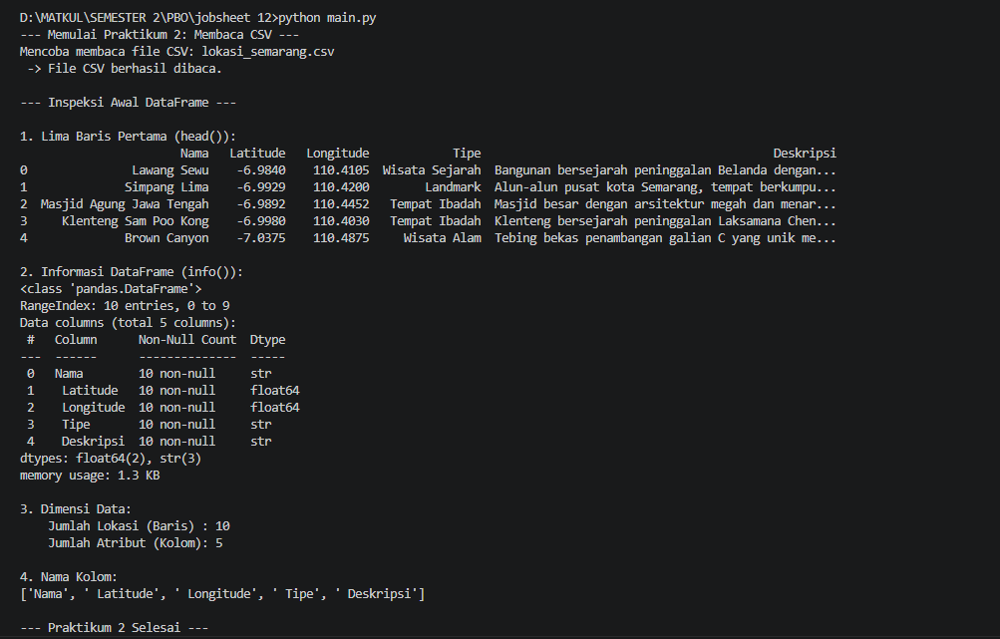 D:\MATKUL\SEMESTER 2\PBO\jobsheet 12>python main.py
--- Memulai Praktikum 2: Membaca CSV ---
Mencoba membaca file CSV: lokasi_semarang.csv
 -> File CSV berhasil dibaca.

--- Inspeksi Awal DataFrame ---

1. Lima Baris Pertama (head()):
                       Nama   Latitude   Longitude            Tipe                                          Deskripsi
0               Lawang Sewu    -6.9840    110.4105  Wisata Sejarah  Bangunan bersejarah peninggalan Belanda dengan...
1              Simpang Lima    -6.9929    110.4200        Landmark  Alun-alun pusat kota Semarang, tempat berkumpu...
2  Masjid Agung Jawa Tengah    -6.9892    110.4452   Tempat Ibadah  Masjid besar dengan arsitektur megah dan menar...
3     Klenteng Sam Poo Kong    -6.9980    110.4030   Tempat Ibadah  Klenteng bersejarah peninggalan Laksamana Chen...
4              Brown Canyon    -7.0375    110.4875     Wisata Alam  Tebing bekas penambangan galian C yang unik me...

2. Informasi DataFrame (info()):
<class 'pandas.DataFrame'>
RangeIndex: 10 entries, 0 to 9
Data columns (total 5 columns):
 #   Column      Non-Null Count  Dtype
---  ------      --------------  -----
 0   Nama        10 non-null     str
 1    Latitude   10 non-null     float64
 2    Longitude  10 non-null     float64
 3    Tipe       10 non-null     str
 4    Deskripsi  10 non-null     str
dtypes: float64(2), str(3)
memory usage: 1.3 KB

3. Dimensi Data:
    Jumlah Lokasi (Baris) : 10
    Jumlah Atribut (Kolom): 5

4. Nama Kolom:
['Nama', ' Latitude', ' Longitude', ' Tipe', ' Deskripsi']

--- Praktikum 2 Selesai ---